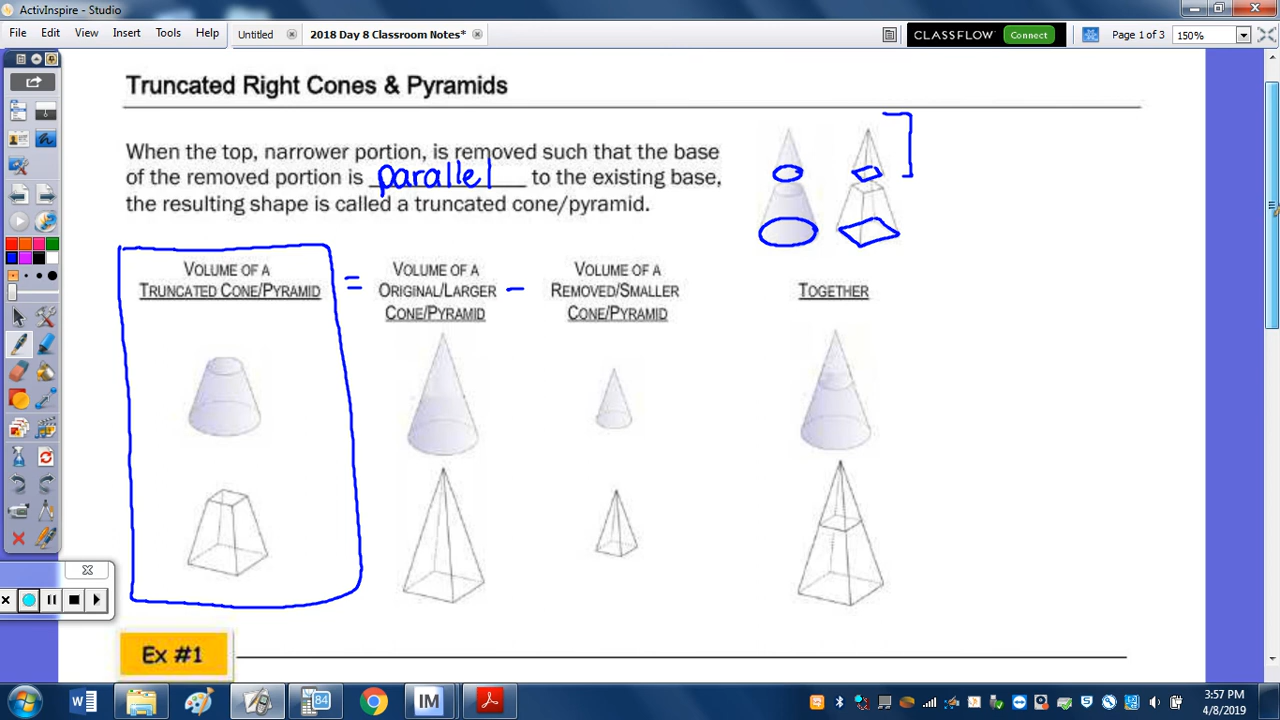 ActivInspire - Studio
File Edit View Insert Tools Help Untitled 2018 Day 8 Classroom Notes* CLASSFLOW Connect Page 1 of 3 150%
Truncated Right Cones & Pyramids
When the top, narrower portion, is removed such that the base
of the removed portion is parallel to the existing base,
the resulting shape is called a truncated cone/pyramid.
VOLUME OF A
TRUNCATED CONE/PYRAMID
=
VOLUME OF A
ORIGINAL/LARGER
CONE/PYRAMID
-
VOLUME OF A
REMOVED/SMALLER
CONE/PYRAMID
TOGETHER
Ex #1
W 84 IM
3:57 PM
4/8/2019